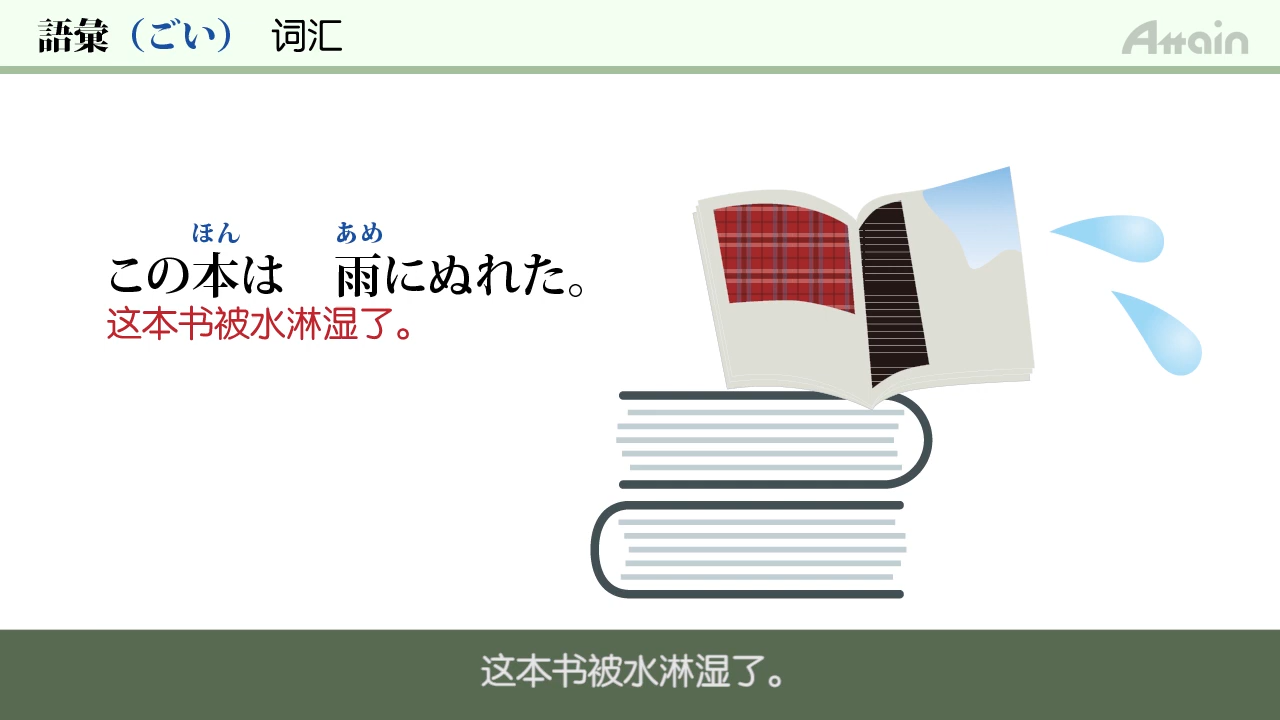 語彙（ごい） 词汇
Attain
ほん あめ
この本は 雨にぬれた。
这本书被水淋湿了。
这本书被水淋湿了。